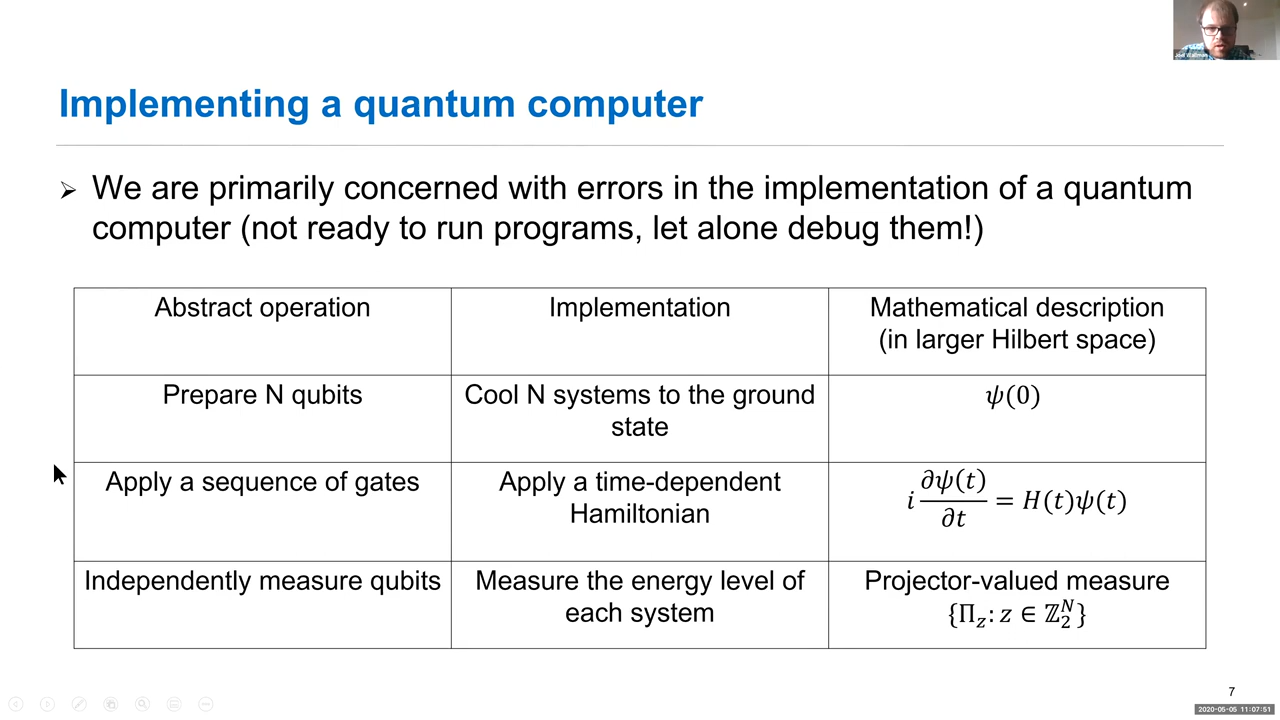 Implementing a quantum computer
➢ We are primarily concerned with errors in the implementation of a quantum
computer (not ready to run programs, let alone debug them!)
Abstract operation
Implementation
Mathematical description
(in larger Hilbert space)
Prepare N qubits
Cool N systems to the ground
state
ψ(0)
Apply a sequence of gates
Apply a time-dependent
Hamiltonian
i ∂ψ(t)/∂t = H(t)ψ(t)
Independently measure qubits
Measure the energy level of
each system
Projector-valued measure
{Π_z: z ∈ ℤ₂ᴺ}
7
2020-05-05 11:07:51